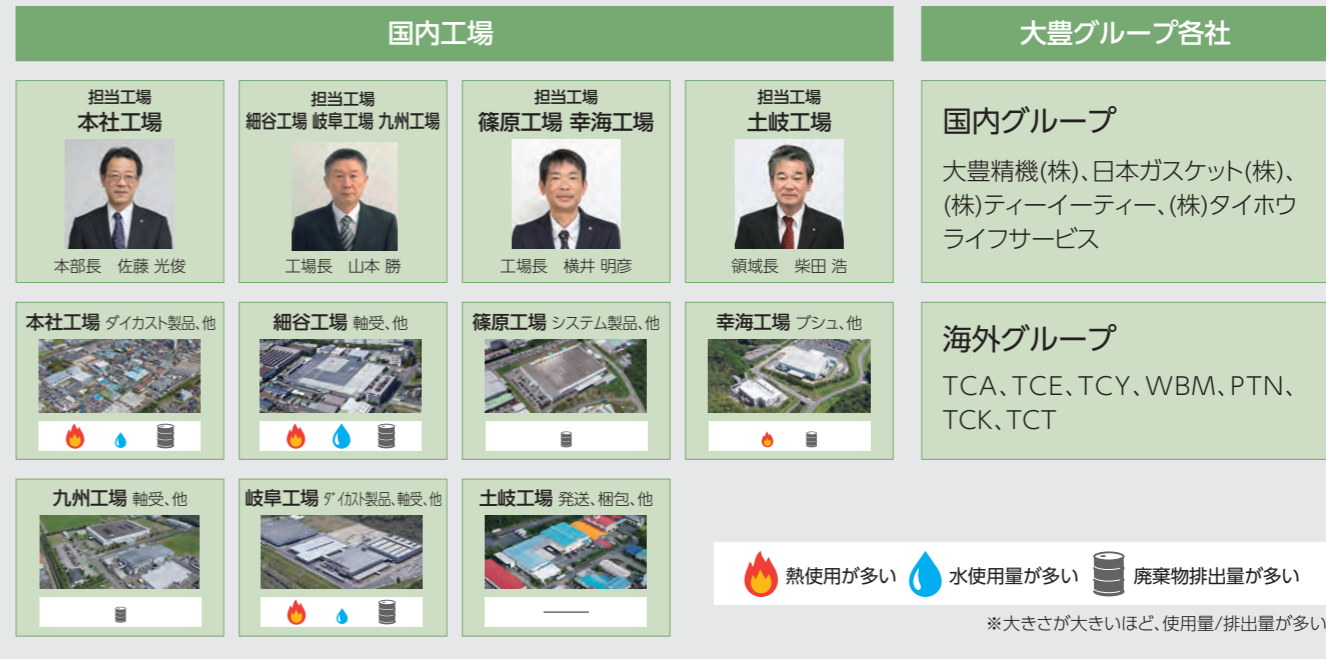 国内工場
大豊グループ各社
担当工場
本社工場
本部長 佐藤 光俊
担当工場
細谷工場 岐阜工場 九州工場
工場長 山本 勝
担当工場
篠原工場 幸海工場
工場長 横井 明彦
担当工場
土岐工場
領域長 柴田 浩
国内グループ
大豊精機(株)、日本ガスケット(株)、
(株)ティーイーティー、(株)タイホウ
ライフサービス
本社工場 ダイカスト製品、他
細谷工場 軸受、他
篠原工場 システム製品、他
幸海工場 ブシュ、他
海外グループ
TCA、TCE、TCY、WBM、PTN、
TCK、TCT
九州工場 軸受、他
岐阜工場 ダイカスト製品、軸受、他
土岐工場 発送、梱包、他
熱使用が多い
水使用量が多い
廃棄物排出量が多い
※大きさが大きいほど、使用量/排出量が多い